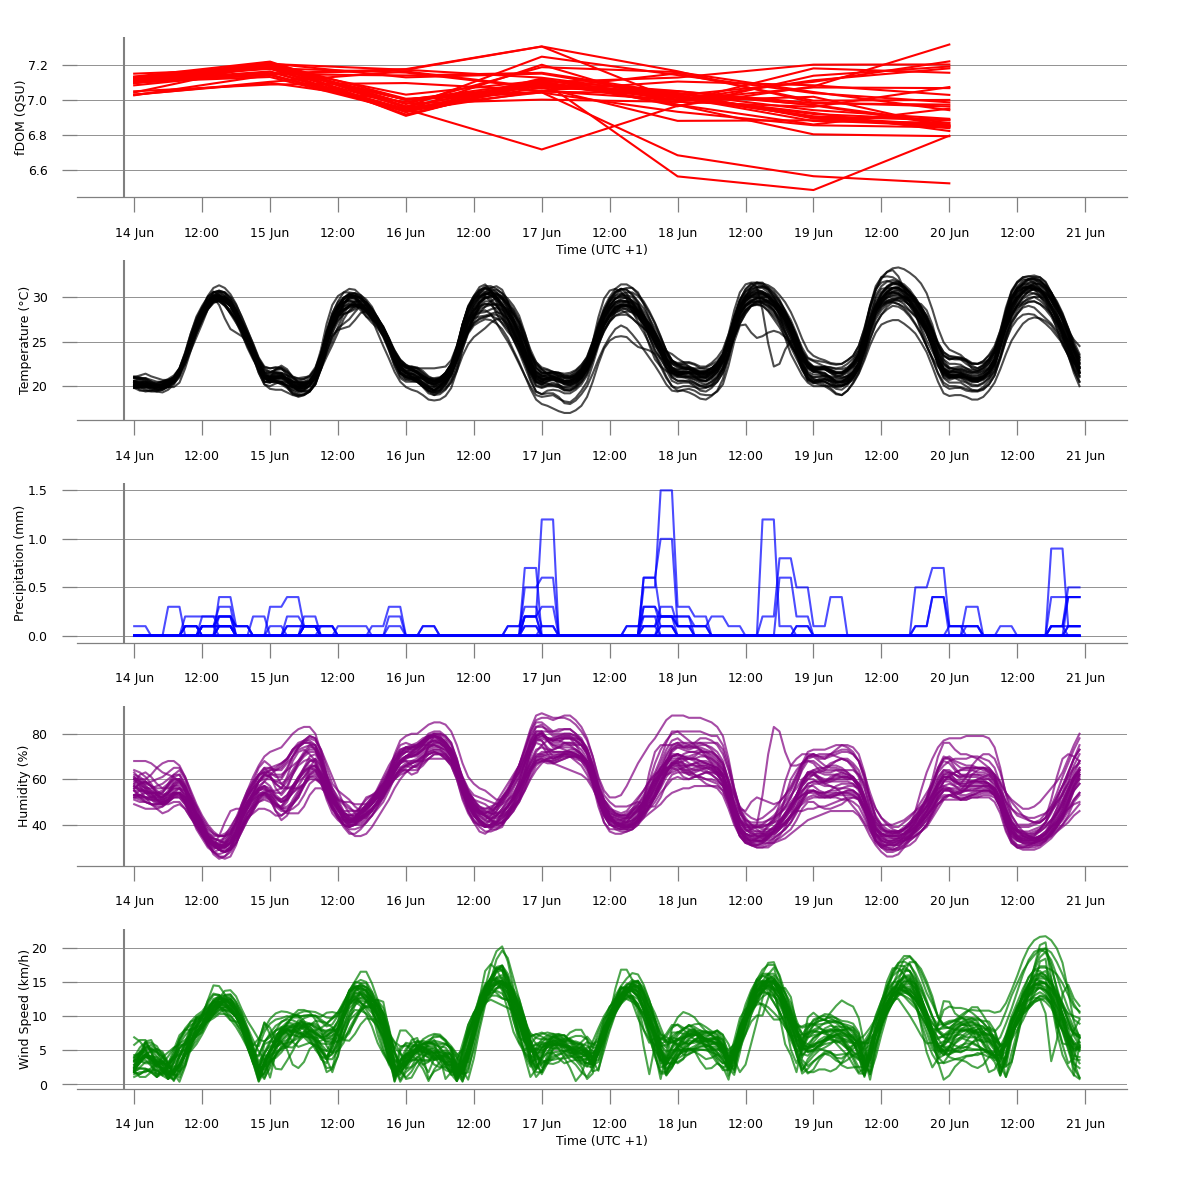 7.2
7.0
6.8
6.6
fDOM (QSU)
14 Jun 12:00 15 Jun 12:00 16 Jun 12:00 17 Jun 12:00 18 Jun 12:00 19 Jun 12:00 20 Jun 12:00 21 Jun
Time (UTC +1)
30
25
20
Temperature (°C)
14 Jun 12:00 15 Jun 12:00 16 Jun 12:00 17 Jun 12:00 18 Jun 12:00 19 Jun 12:00 20 Jun 12:00 21 Jun
1.5
1.0
0.5
0.0
Precipitation (mm)
14 Jun 12:00 15 Jun 12:00 16 Jun 12:00 17 Jun 12:00 18 Jun 12:00 19 Jun 12:00 20 Jun 12:00 21 Jun
80
60
40
Humidity (%)
14 Jun 12:00 15 Jun 12:00 16 Jun 12:00 17 Jun 12:00 18 Jun 12:00 19 Jun 12:00 20 Jun 12:00 21 Jun
20
15
10
5
0
Wind Speed (km/h)
14 Jun 12:00 15 Jun 12:00 16 Jun 12:00 17 Jun 12:00 18 Jun 12:00 19 Jun 12:00 20 Jun 12:00 21 Jun
Time (UTC +1)